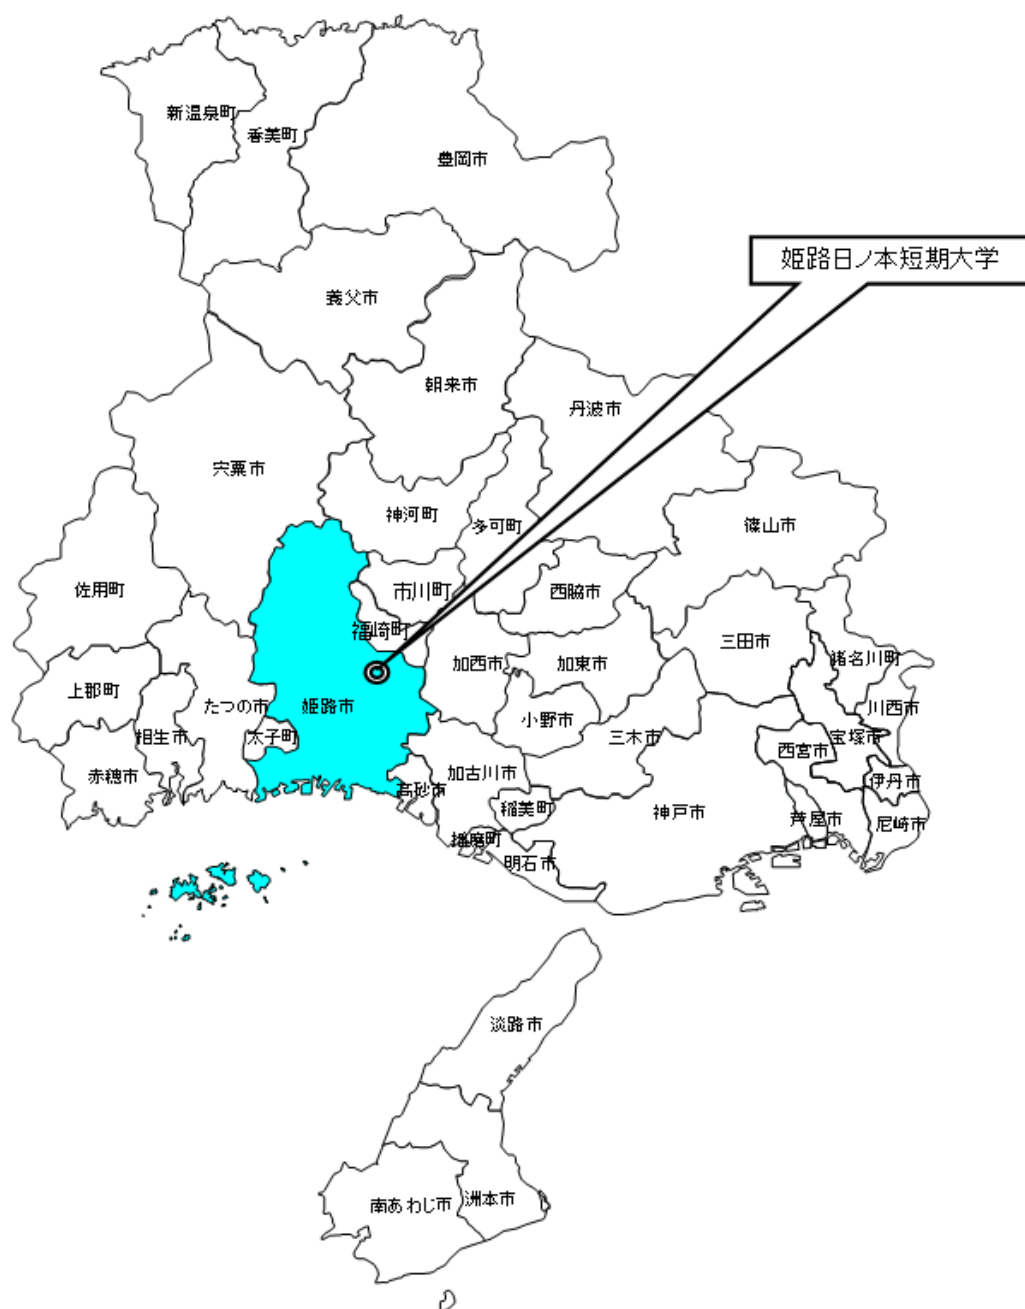 新温泉町
香美町
豊岡市
姫路日ノ本短期大学
養父市
朝来市
丹波市
宍粟市
神河町
多可町
篠山市
佐用町
市川町
西脇市
福崎町
三田市
加西市
加東市
猪名川町
上郡町
たつの市
姫路市
川西市
小野市
相生市
太子町
三木市
西宮市
宝塚市
赤穂市
加古川市
伊丹市
高砂市
稲美町
神戸市
芦屋市
尼崎市
播磨町
明石市
淡路市
南あわじ市
洲本市